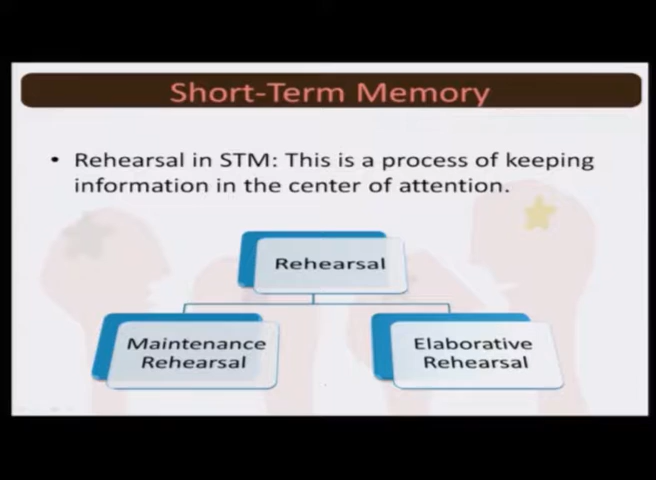 Short-Term Memory
• Rehearsal in STM: This is a process of keeping
information in the center of attention.
Rehearsal
Maintenance
Rehearsal
Elaborative
Rehearsal